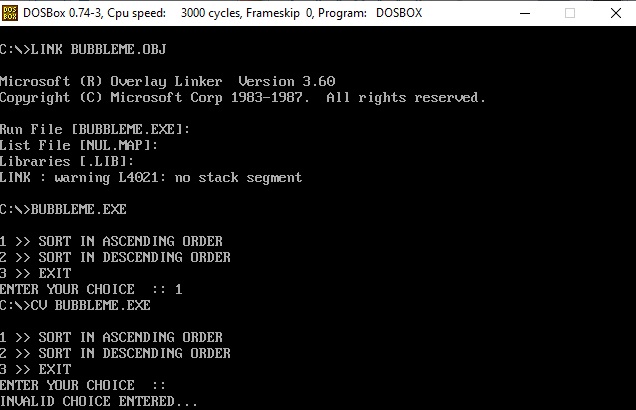 DOSBox 0.74-3, Cpu speed: 3000 cycles, Frameskip 0, Program: DOSBOX
C:\>LINK BUBBLEME.OBJ
Microsoft (R) Overlay Linker Version 3.60
Copyright (C) Microsoft Corp 1983-1987. All rights reserved.
Run File [BUBBLEME.EXE]:
List File [NUL.MAP]:
Libraries [.LIB]:
LINK : warning L4021: no stack segment
C:\>BUBBLEME.EXE
1 >> SORT IN ASCENDING ORDER
2 >> SORT IN DESCENDING ORDER
3 >> EXIT
ENTER YOUR CHOICE :: 1
C:\>CV BUBBLEME.EXE
1 >> SORT IN ASCENDING ORDER
2 >> SORT IN DESCENDING ORDER
3 >> EXIT
ENTER YOUR CHOICE ::
INVALID CHOICE ENTERED...